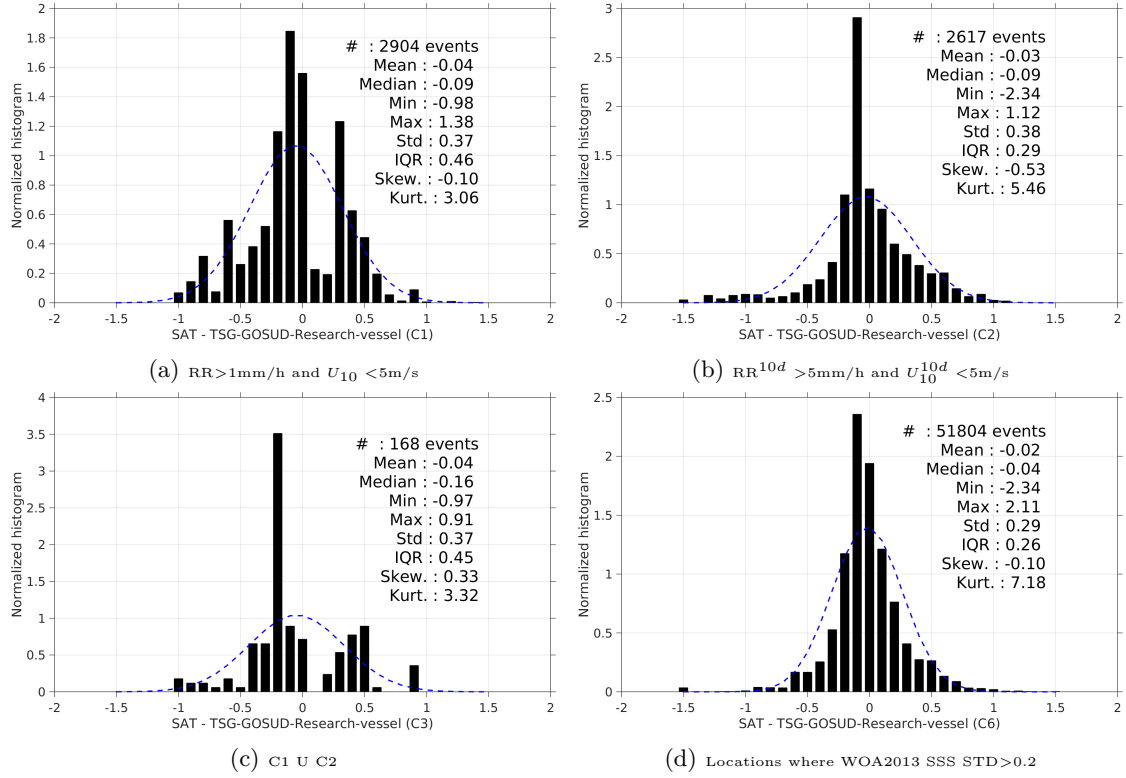 2
1.8
1.6
1.4
1.2
1
0.8
0.6
0.4
0.2
0
Normalized histogram
# : 2904 events
Mean : -0.04
Median : -0.09
Min : -0.98
Max : 1.38
Std : 0.37
IQR : 0.46
Skew. : -0.10
Kurt. : 3.06
-2 -1.5 -1 -0.5 0 0.5 1 1.5 2
SAT - TSG-GOSUD-Research-vessel (C1)
(a) RR>1mm/h and U10 <5m/s
3
2.5
2
1.5
1
0.5
0
Normalized histogram
# : 2617 events
Mean : -0.03
Median : -0.09
Min : -2.34
Max : 1.12
Std : 0.38
IQR : 0.29
Skew. : -0.53
Kurt. : 5.46
-2 -1.5 -1 -0.5 0 0.5 1 1.5 2
SAT - TSG-GOSUD-Research-vessel (C2)
(b) RR^10d >5mm/h and U10^10d <5m/s
4
3.5
3
2.5
2
1.5
1
0.5
0
Normalized histogram
# : 168 events
Mean : -0.04
Median : -0.16
Min : -0.97
Max : 0.91
Std : 0.37
IQR : 0.45
Skew. : 0.33
Kurt. : 3.32
-2 -1.5 -1 -0.5 0 0.5 1 1.5 2
SAT - TSG-GOSUD-Research-vessel (C3)
(c) C1 U C2
2.5
2
1.5
1
0.5
0
Normalized histogram
# : 51804 events
Mean : -0.02
Median : -0.04
Min : -2.34
Max : 2.11
Std : 0.29
IQR : 0.26
Skew. : -0.10
Kurt. : 7.18
-2 -1.5 -1 -0.5 0 0.5 1 1.5 2
SAT - TSG-GOSUD-Research-vessel (C6)
(d) Locations where WOA2013 SSS STD>0.2